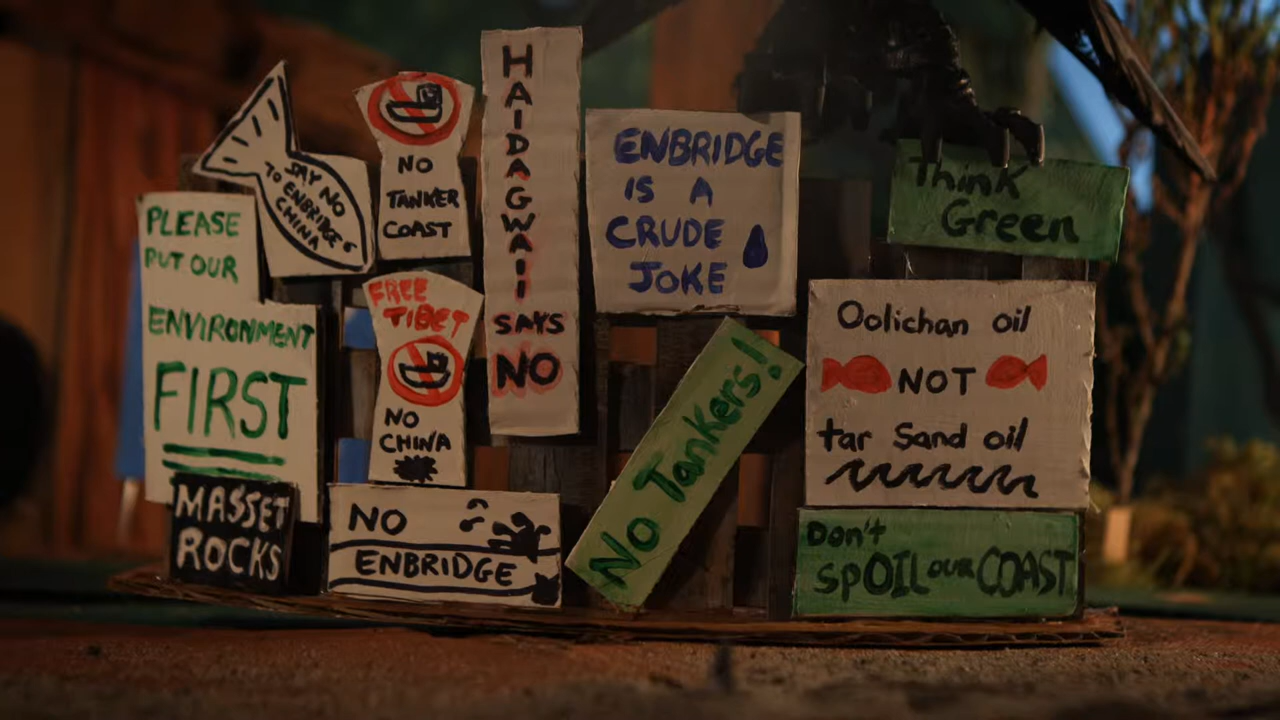 PLEASE
PUT OUR
ENVIRONMENT
FIRST
MASSET
ROCKS
SAY NO
TO ENBRIDGE &
CHINA
NO
TANKER
COAST
FREE
TIBET
NO
CHINA
NO
ENBRIDGE
HAIDAGWAII
SAYS
NO
ENBRIDGE
IS A
CRUDE
JOKE
No Tankers!
Think
Green
Oolichan oil
NOT
tar Sand oil
Don't
SpOIL OUR COAST